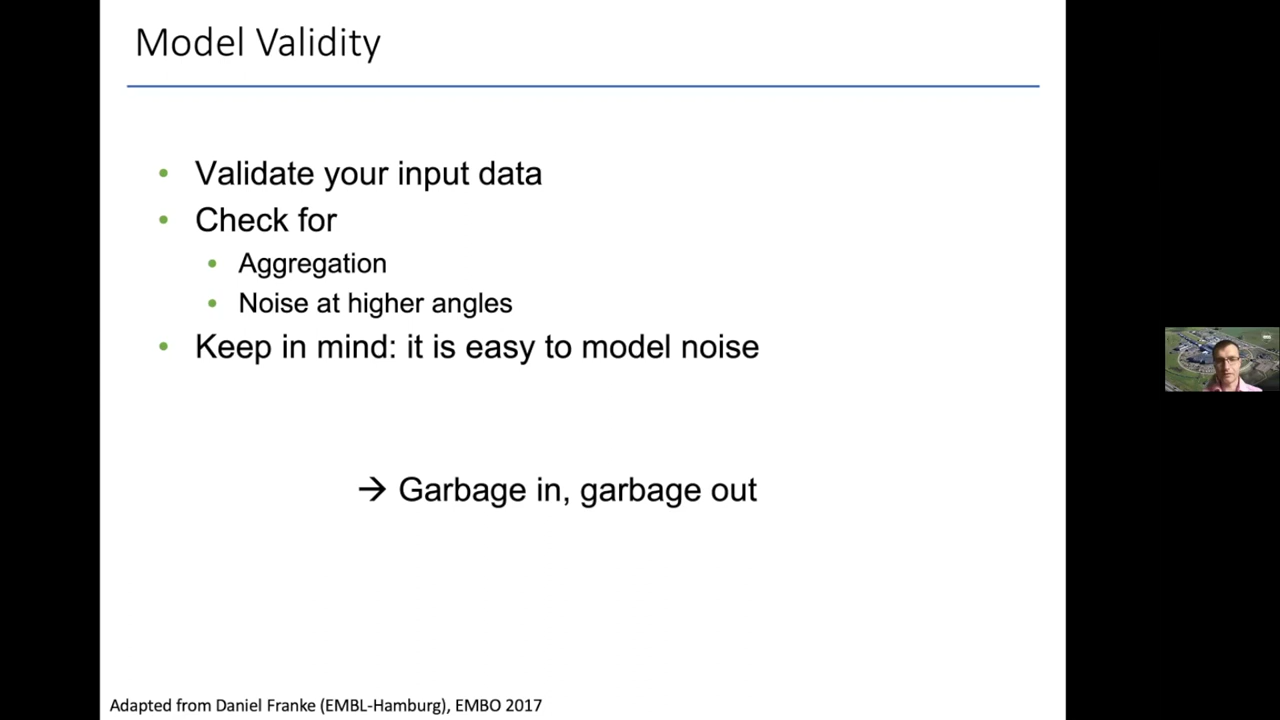 Model Validity
• Validate your input data
• Check for
• Aggregation
• Noise at higher angles
• Keep in mind: it is easy to model noise
→ Garbage in, garbage out
Adapted from Daniel Franke (EMBL-Hamburg), EMBO 2017